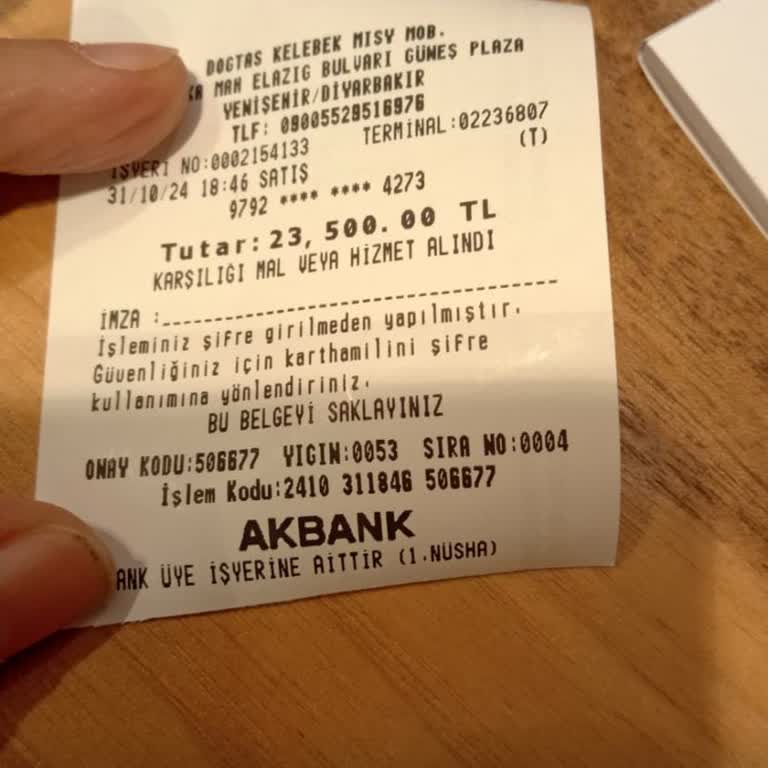 DOGTAS KELEBEK MISY MOB.
MAH ELAZIG BULVARI GÜNEŞ PLAZA
YENİŞEHİR/DİYARBAKIR
TLF: 09005529516976
İŞYERİ NO:0002154133 TERMİNAL:02236807
31/10/24 18:46 SATIŞ (T)
9792 **** **** 4273
Tutar: 23,500.00 TL
KARŞILIĞI MAL VEYA HİZMET ALINDI
İMZA :
İşleminiz şifre girilmeden yapılmıştır.
Güvenliğiniz için karthamilini şifre
kullanımına yönlendiriniz.
BU BELGEYİ SAKLAYINIZ
ONAY KODU:506677 YIGIN:0053 SIRA NO:0004
İşlem Kodu:2410 311846 506677
AKBANK
ÜYE İŞYERİNE AİTTİR (1.NÜSHA)